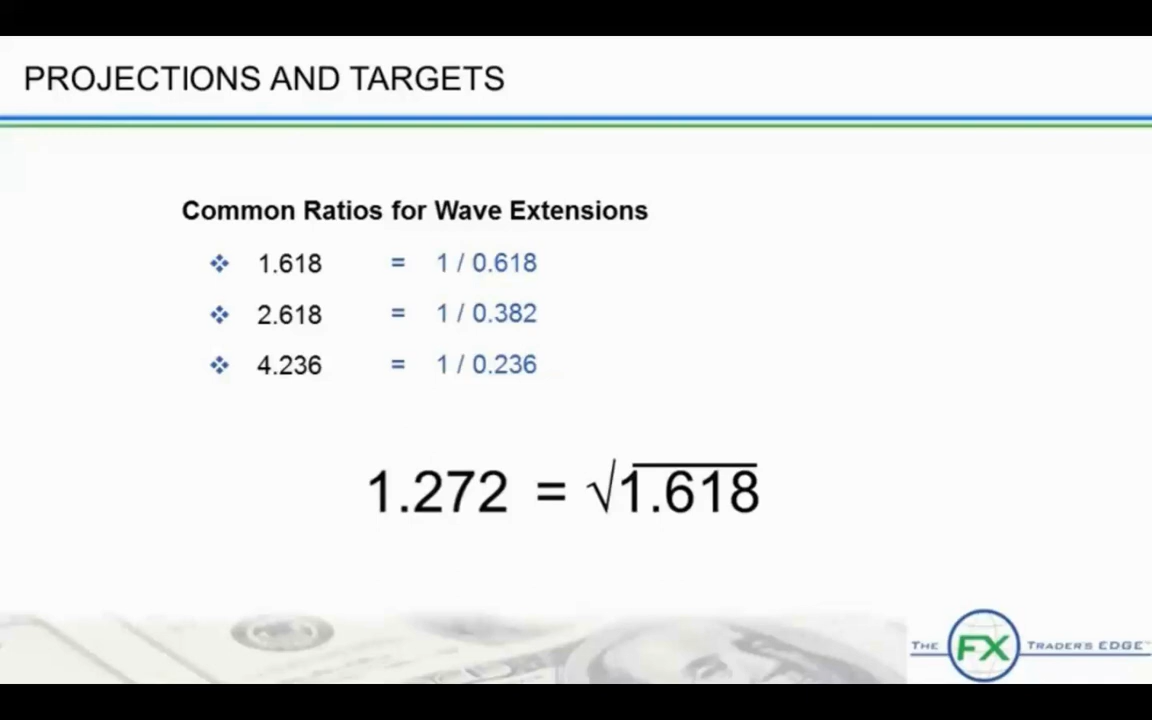 PROJECTIONS AND TARGETS
Common Ratios for Wave Extensions
❖ 1.618 = 1 / 0.618
❖ 2.618 = 1 / 0.382
❖ 4.236 = 1 / 0.236
1.272 = √1.618
THE FX TRADER'S EDGE™